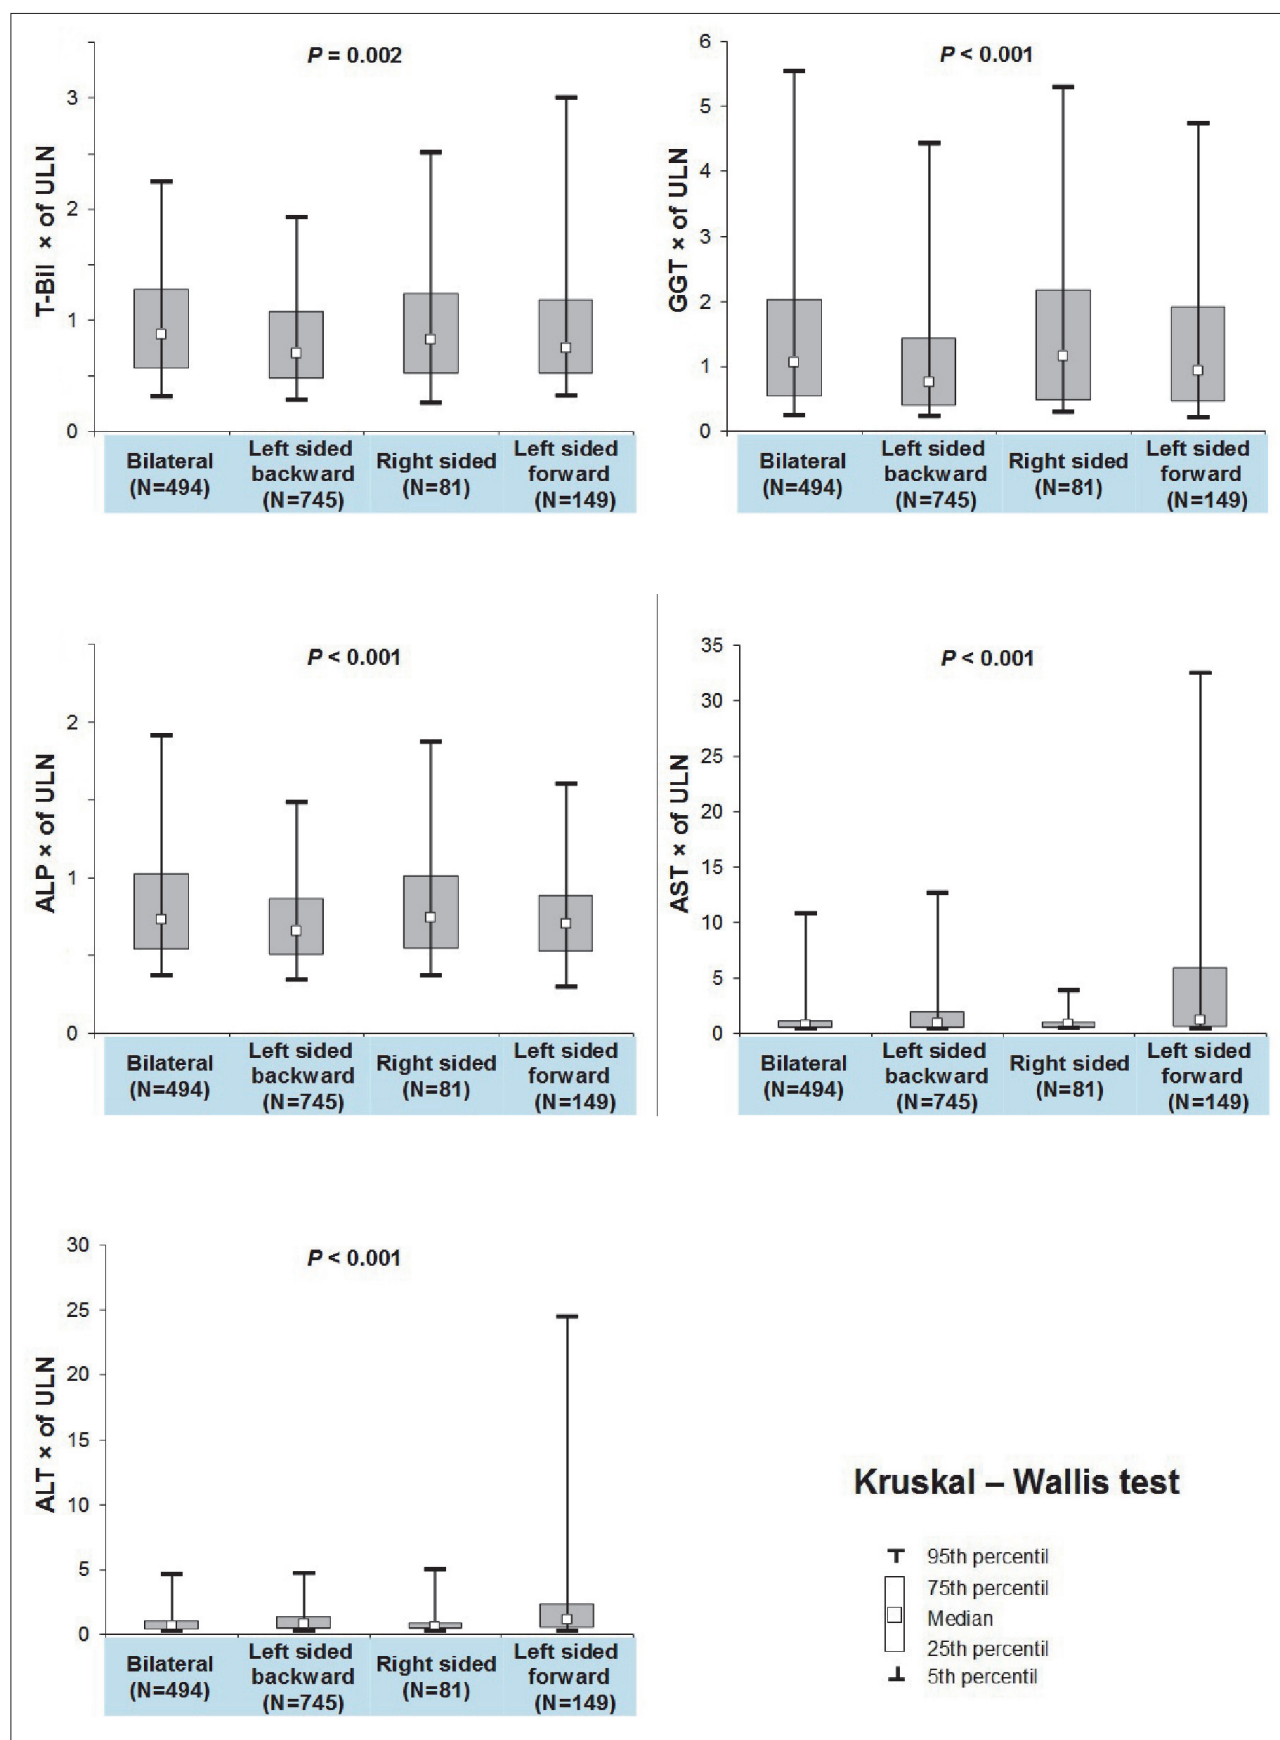 P = 0.002
T-Bil × of ULN
3
2
1
0
Bilateral
(N=494)
Left sided
backward
(N=745)
Right sided
(N=81)
Left sided
forward
(N=149)
P < 0.001
GGT × of ULN
6
5
4
3
2
1
0
Bilateral
(N=494)
Left sided
backward
(N=745)
Right sided
(N=81)
Left sided
forward
(N=149)
P < 0.001
ALP × of ULN
2
1
0
Bilateral
(N=494)
Left sided
backward
(N=745)
Right sided
(N=81)
Left sided
forward
(N=149)
P < 0.001
AST × of ULN
35
30
25
20
15
10
5
0
Bilateral
(N=494)
Left sided
backward
(N=745)
Right sided
(N=81)
Left sided
forward
(N=149)
P < 0.001
ALT × of ULN
30
25
20
15
10
5
0
Bilateral
(N=494)
Left sided
backward
(N=745)
Right sided
(N=81)
Left sided
forward
(N=149)
Kruskal – Wallis test
95th percentil
75th percentil
Median
25th percentil
5th percentil